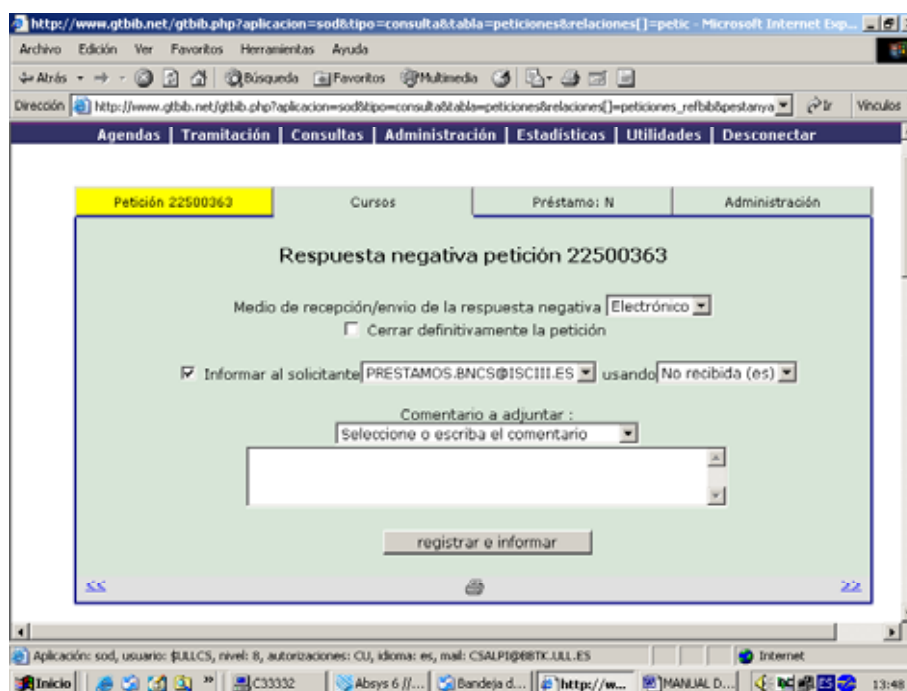 http://www.gtbib.net/gtbib.php?aplicacion=sod&tipo=consulta&tabla=peticiones&relaciones[]=petic - Microsoft Internet Exp...
Archivo Edición Ver Favoritos Herramientas Ayuda
Atrás Búsqueda Favoritos Multimedia
Dirección http://www.gtbib.net/gtbib.php?aplicacion=sod&tipo=consulta&tabla=peticiones&relaciones[]=peticiones_refbib&pestanya Ir Vínculos
Agendas | Tramitación | Consultas | Administración | Estadísticas | Utilidades | Desconectar
Petición 22500363 Cursos Préstamo: N Administración
Respuesta negativa petición 22500363
Medio de recepción/envio de la respuesta negativa Electrónico
Cerrar definitivamente la petición
Informar al solicitante PRESTAMOS.BNCS@ISCIII.ES usando No recibida (es)
Comentario a adjuntar :
Seleccione o escriba el comentario
registrar e informar
<< >>
Aplicación: sod, usuario: $ULLCS, nivel: 8, autorizaciones: CU, idioma: es, mail: CSALPI@BBTK.ULL.ES Internet
Inicio » C33332 Absys 6 //... Bandeja d... http://w... MANUAL D... ES 13:48